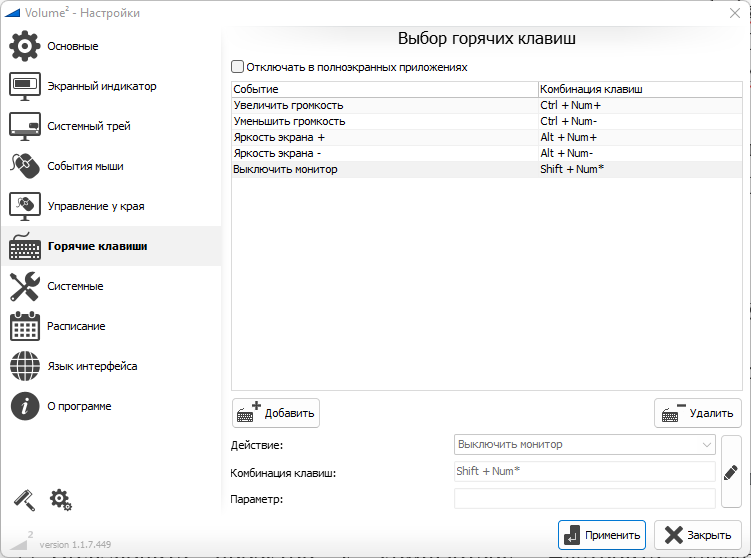 Volume² - Настройки
Выбор горячих клавиш
Основные
Экранный индикатор
Системный трей
События мыши
Управление у края
Горячие клавиши
Системные
Расписание
Язык интерфейса
О программе
Отключать в полноэкранных приложениях
Событие Комбинация клавиш
Увеличить громкость Ctrl + Num+
Уменьшить громкость Ctrl + Num-
Яркость экрана + Alt + Num+
Яркость экрана - Alt + Num-
Выключить монитор Shift + Num*
Добавить Удалить
Действие: Выключить монитор
Комбинация клавиш: Shift + Num*
Параметр:
Применить Закрыть
2
version 1.1.7.449